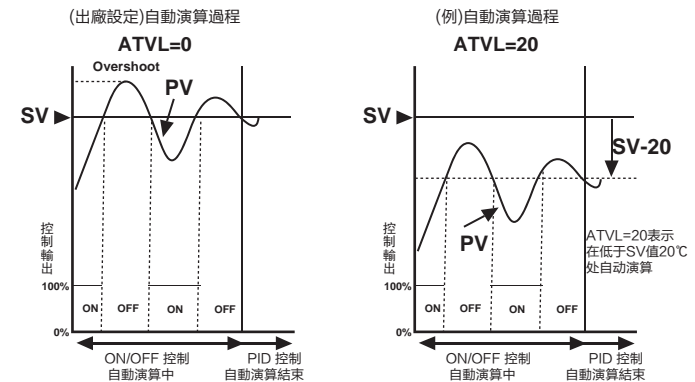 (出廠設定)自動演算過程
ATVL=0
Overshoot
PV
SV
控制輸出
100%
ON OFF ON OFF
0%
ON/OFF 控制
自動演算中
PID 控制
自動演算結束
(例)自動演算過程
ATVL=20
SV
SV-20
PV
ATVL=20表示
在低于SV值20℃
处自动演算
控制輸出
100%
ON OFF ON OFF
0%
ON/OFF 控制
自動演算中
PID 控制
自動演算結束